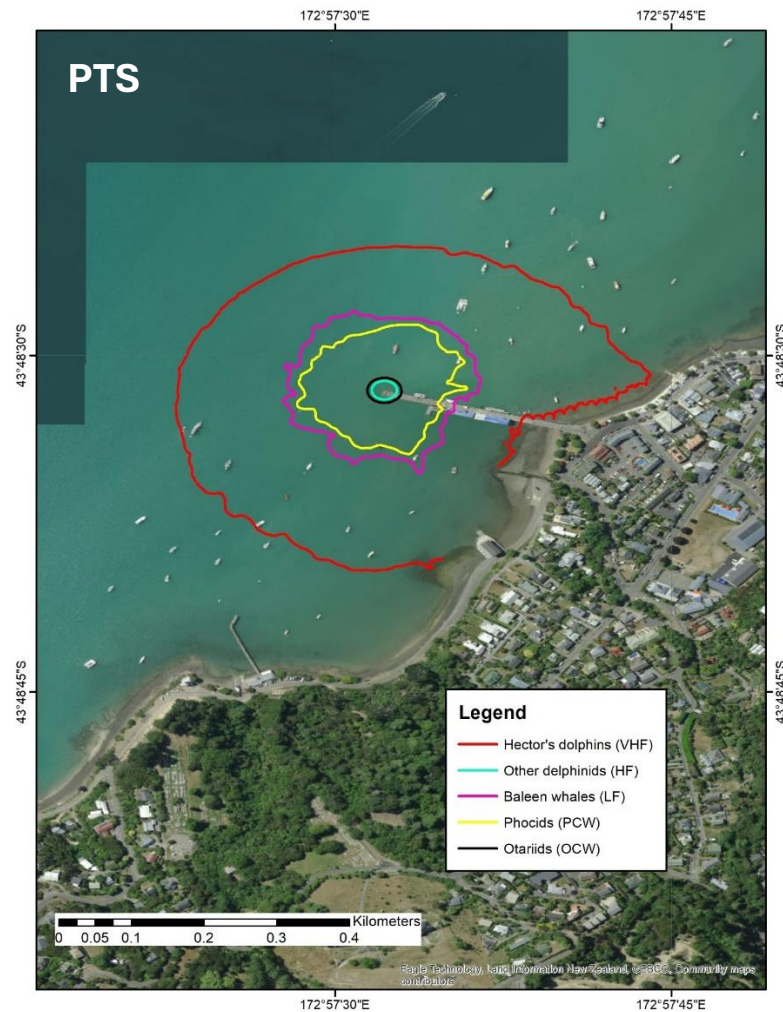 172°57'30"E
172°57'45"E
PTS
43°48'30"S
43°48'30"S
43°48'45"S
43°48'45"S
Legend
Hector's dolphins (VHF)
Other delphinids (HF)
Baleen whales (LF)
Phocids (PCW)
Otariids (OCW)
Kilometers
0 0.05 0.1 0.2 0.3 0.4
Eagle Technology, Land Information New Zealand, GEBCO, Community maps
contributors
172°57'30"E
172°57'45"E